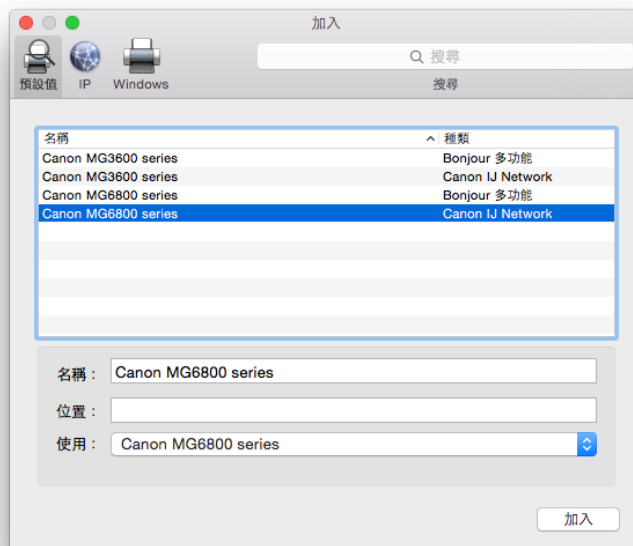 加入
搜尋
預設值 IP Windows 搜尋
名稱 種類
Canon MG3600 series Bonjour 多功能
Canon MG3600 series Canon IJ Network
Canon MG6800 series Bonjour 多功能
Canon MG6800 series Canon IJ Network
名稱： Canon MG6800 series
位置：
使用： Canon MG6800 series
加入